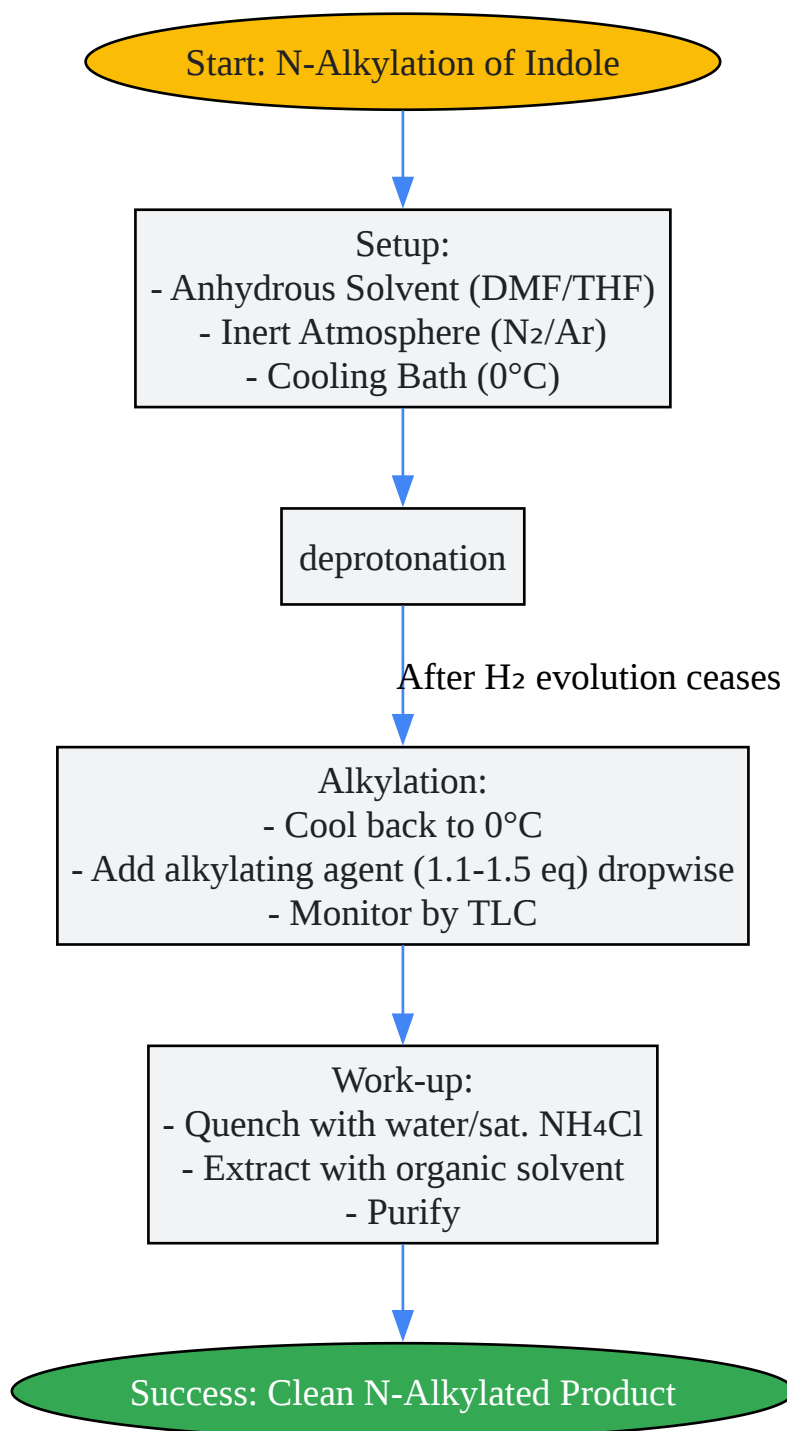 Start: N-Alkylation of Indole
Setup:
- Anhydrous Solvent (DMF/THF)
- Inert Atmosphere (N₂/Ar)
- Cooling Bath (0°C)
deprotonation
After H₂ evolution ceases
Alkylation:
- Cool back to 0°C
- Add alkylating agent (1.1-1.5 eq) dropwise
- Monitor by TLC
Work-up:
- Quench with water/sat. NH₄Cl
- Extract with organic solvent
- Purify
Success: Clean N-Alkylated Product